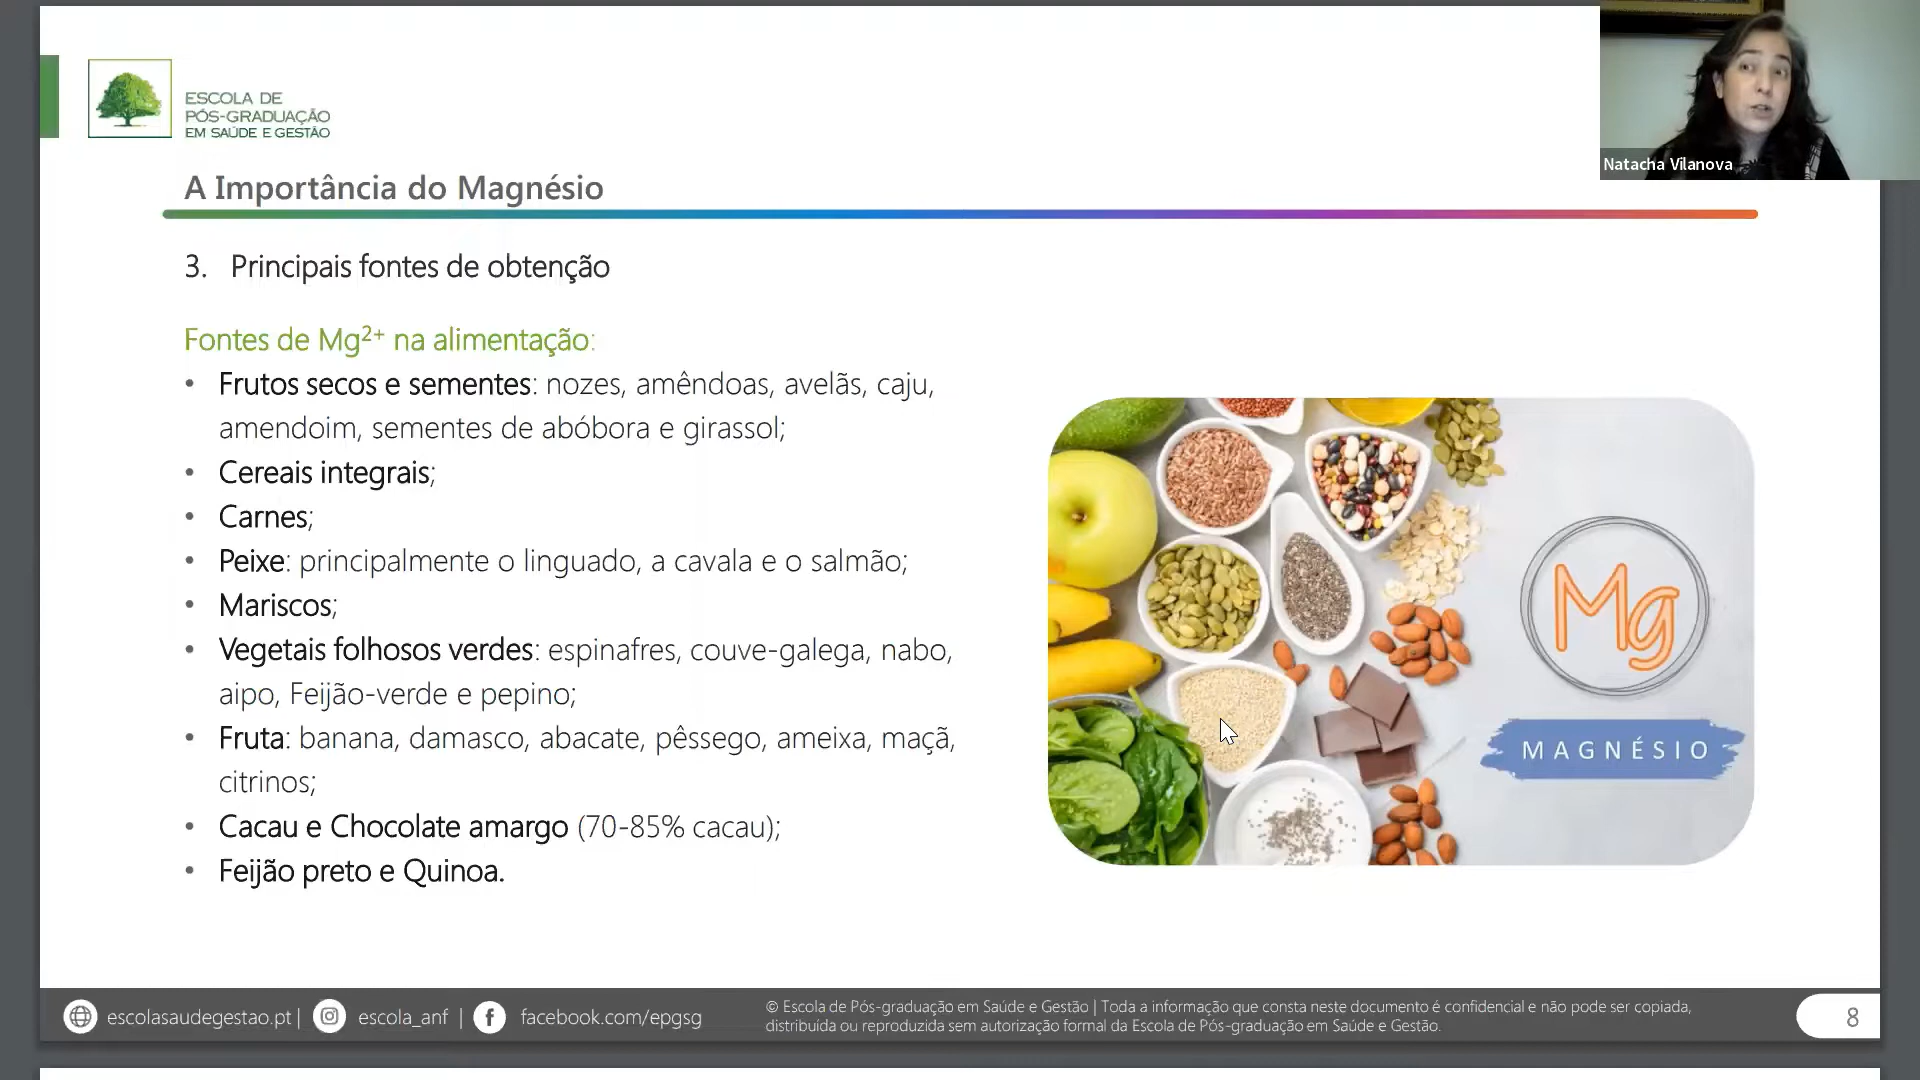 ESCOLA DE
PÓS-GRADUAÇÃO
EM SAÚDE E GESTÃO
Natacha Vilanova
A Importância do Magnésio
3. Principais fontes de obtenção
Fontes de Mg²⁺ na alimentação:
• Frutos secos e sementes: nozes, amêndoas, avelãs, caju,
amendoim, sementes de abóbora e girassol;
• Cereais integrais;
• Carnes;
• Peixe: principalmente o linguado, a cavala e o salmão;
• Mariscos;
• Vegetais folhosos verdes: espinafres, couve-galega, nabo,
aipo, Feijão-verde e pepino;
• Fruta: banana, damasco, abacate, pêssego, ameixa, maçã,
citrinos;
• Cacau e Chocolate amargo (70-85% cacau);
• Feijão preto e Quinoa.
Mg
MAGNÉSIO
escolasaudegestao.pt | escola_anf | facebook.com/epgsg
© Escola de Pós-graduação em Saúde e Gestão | Toda a informação que consta neste documento é confidencial e não pode ser copiada,
distribuída ou reproduzida sem autorização formal da Escola de Pós-graduação em Saúde e Gestão.
8